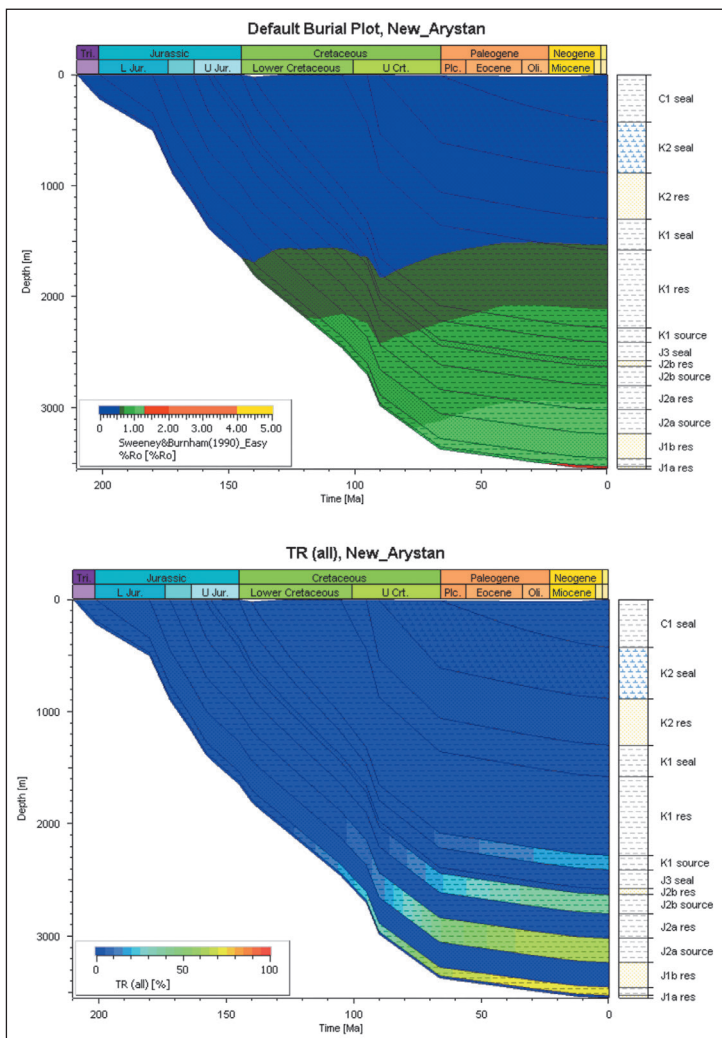 Default Burial Plot, New_Arystan
Tri. Jurassic Cretaceous Paleogene Neogene
L Jur. U Jur. Lower Cretaceous U Crt. Plc. Eocene Oli. Miocene
0
1000
2000
3000
Depth [m]
C1 seal
K2 seal
K2 res
K1 seal
K1 res
K1 source
J3 seal
J2b res
J2b source
J2a res
J2a source
J1b res
J1a res
0 1.00 2.00 3.00 4.00 5.00
Sweeney&Burnham(1990)_Easy
%Ro [%Ro]
200 150 100 50 0
Time [Ma]
TR (all), New_Arystan
Tri. Jurassic Cretaceous Paleogene Neogene
L Jur. U Jur. Lower Cretaceous U Crt. Plc. Eocene Oli. Miocene
0
1000
2000
3000
Depth [m]
C1 seal
K2 seal
K2 res
K1 seal
K1 res
K1 source
J3 seal
J2b res
J2b source
J2a res
J2a source
J1b res
J1a res
0 50 100
TR (all) [%]
200 150 100 50 0
Time [Ma]